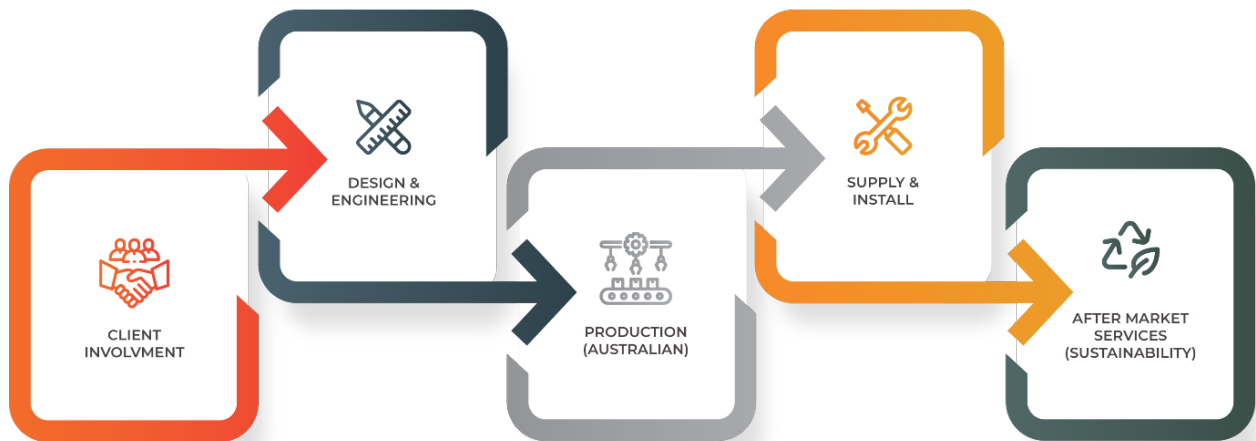 CLIENT
INVOLVMENT
DESIGN &
ENGINEERING
PRODUCTION
(AUSTRALIAN)
SUPPLY &
INSTALL
AFTER MARKET
SERVICES
(SUSTAINABILITY)